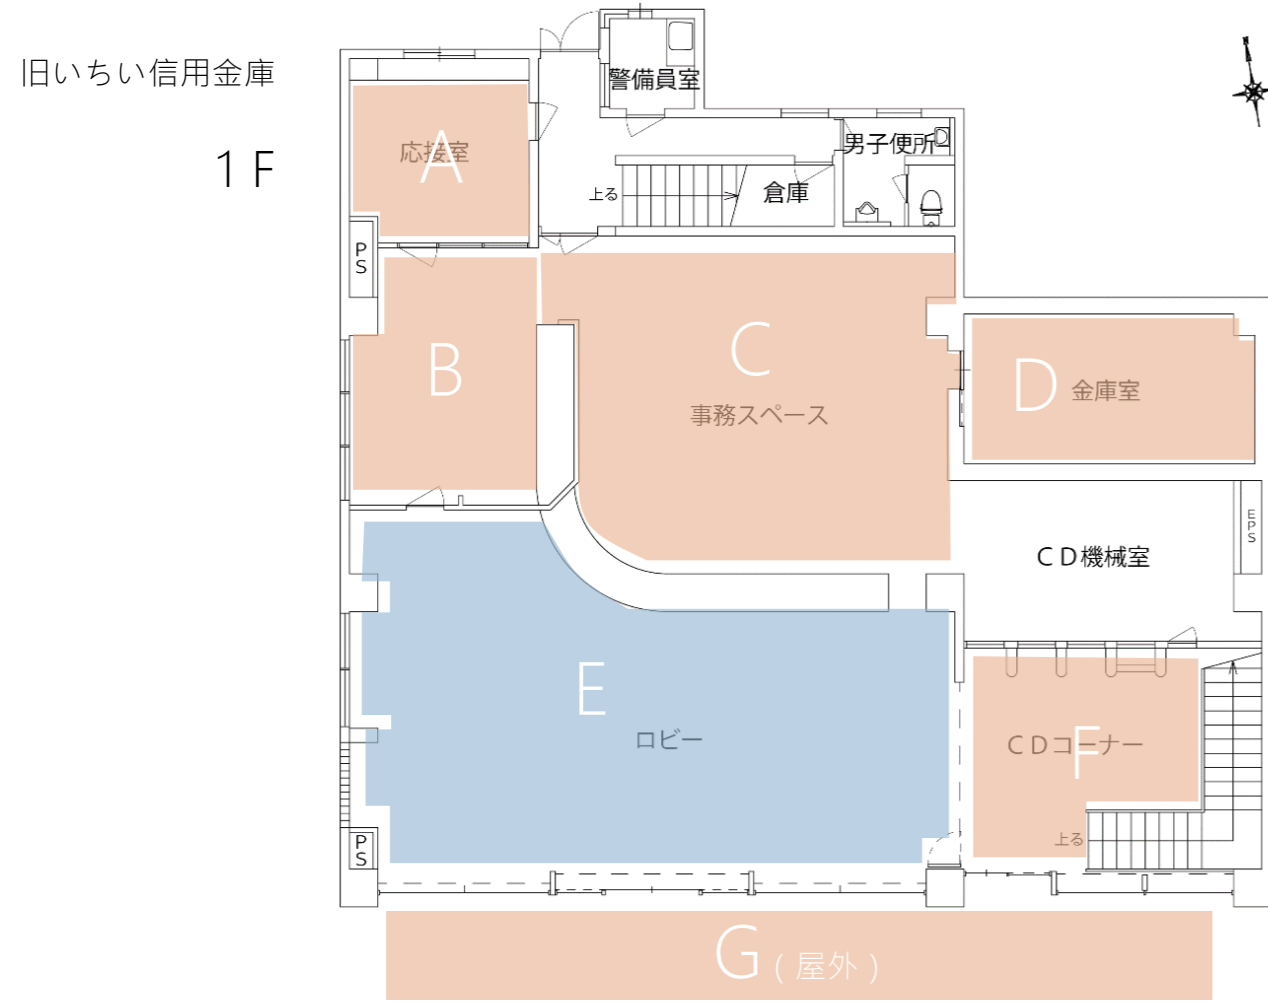 旧いちい信用金庫
1F
警備員室
男子便所
A
応接室
上る
倉庫
PS
B
C
事務スペース
D
金庫室
EPS
CD機械室
E
ロビー
F
CDコーナー
上る
PS
G(屋外)